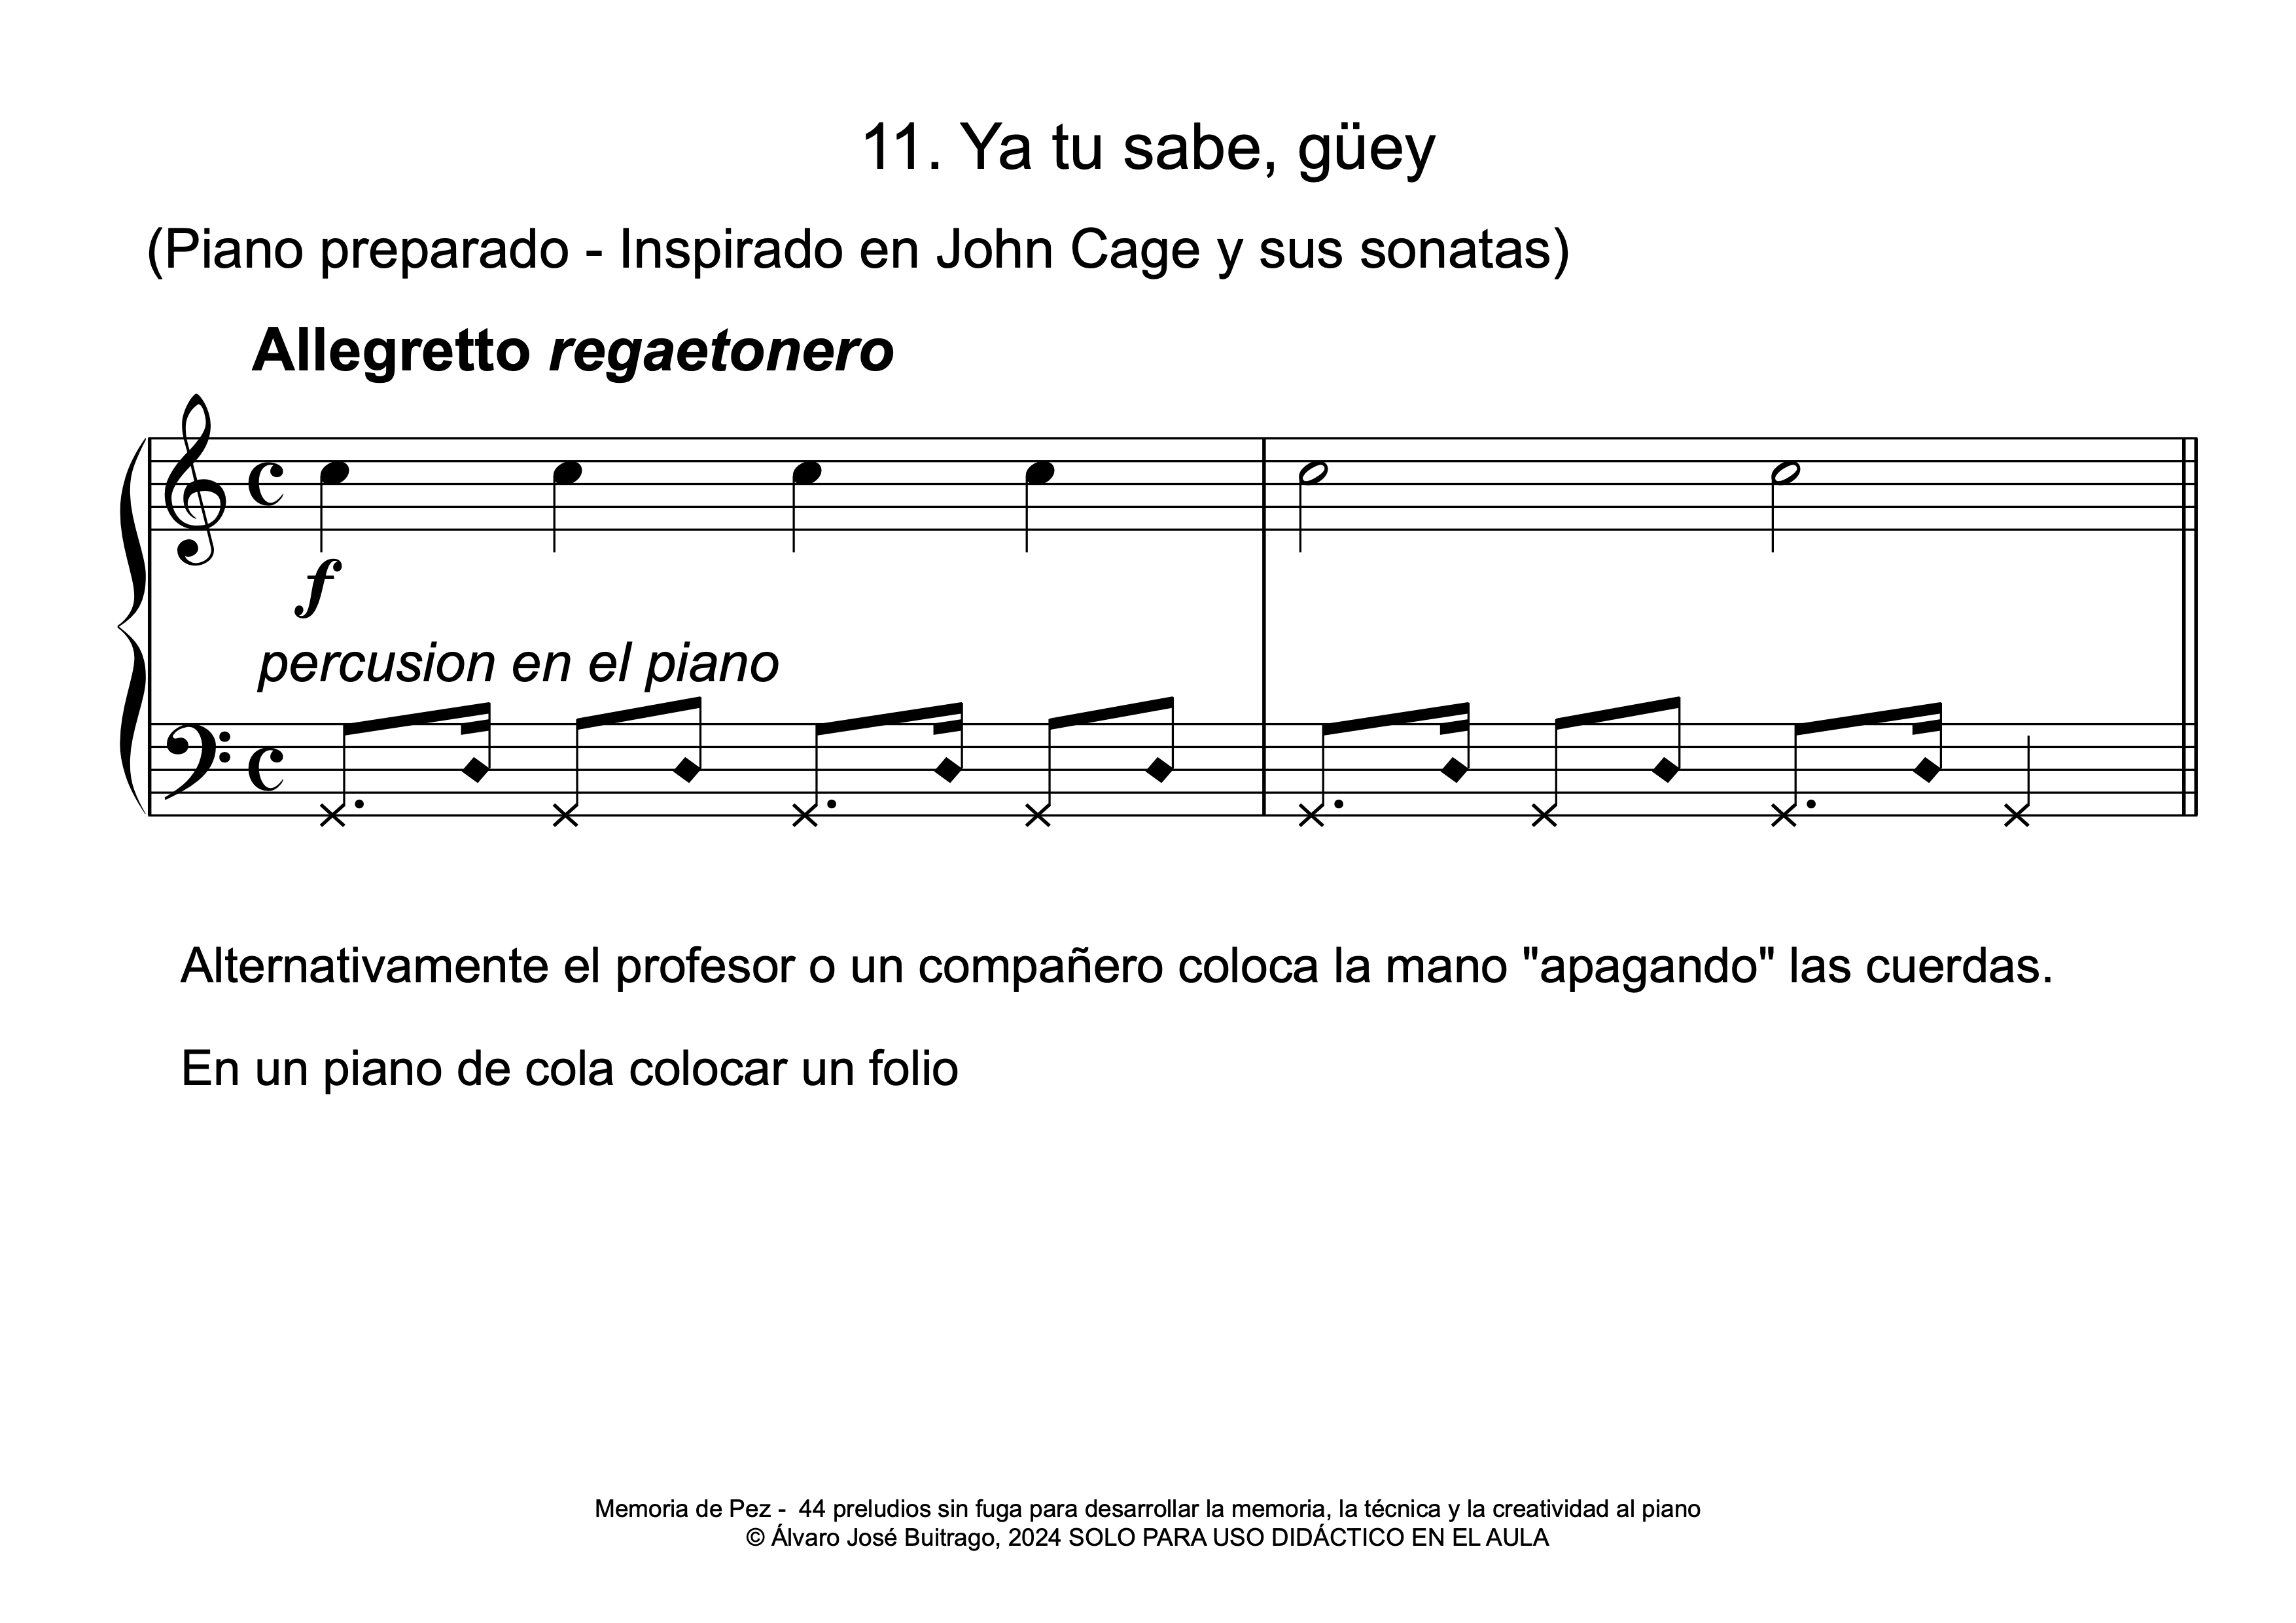 11. Ya tu sabe, güey
(Piano preparado - Inspirado en John Cage y sus sonatas)
Allegretto regaetonero
f
percusion en el piano
Alternativamente el profesor o un compañero coloca la mano "apagando" las cuerdas.
En un piano de cola colocar un folio
Memoria de Pez -  44 preludios sin fuga para desarrollar la memoria, la técnica y la creatividad al piano
© Álvaro José Buitrago, 2024 SOLO PARA USO DIDÁCTICO EN EL AULA